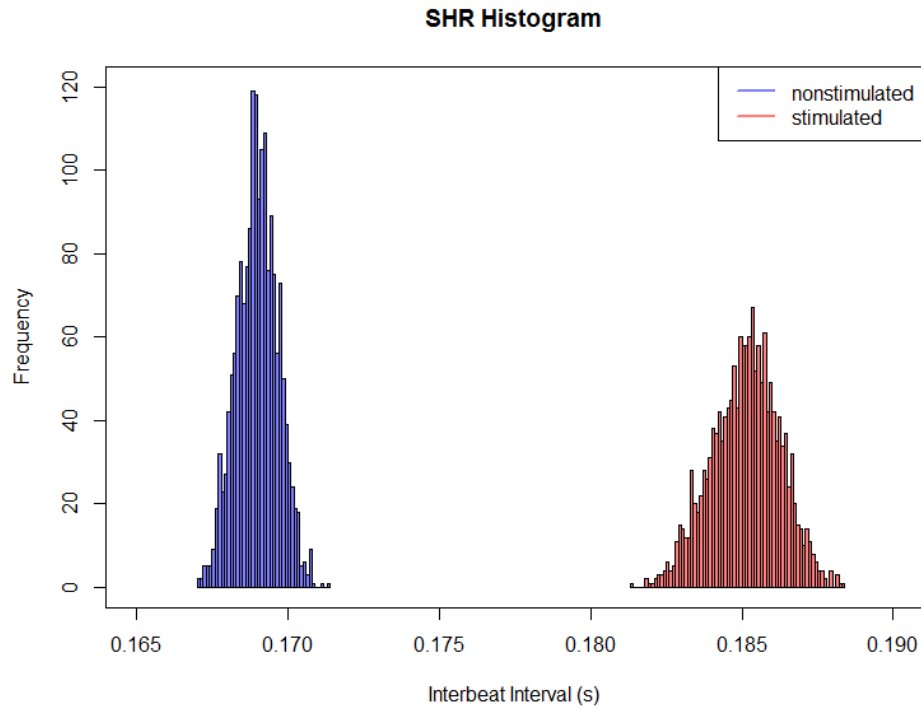 SHR Histogram
nonstimulated
stimulated
Frequency
0
20
40
60
80
100
120
0.165
0.170
0.175
0.180
0.185
0.190
Interbeat Interval (s)